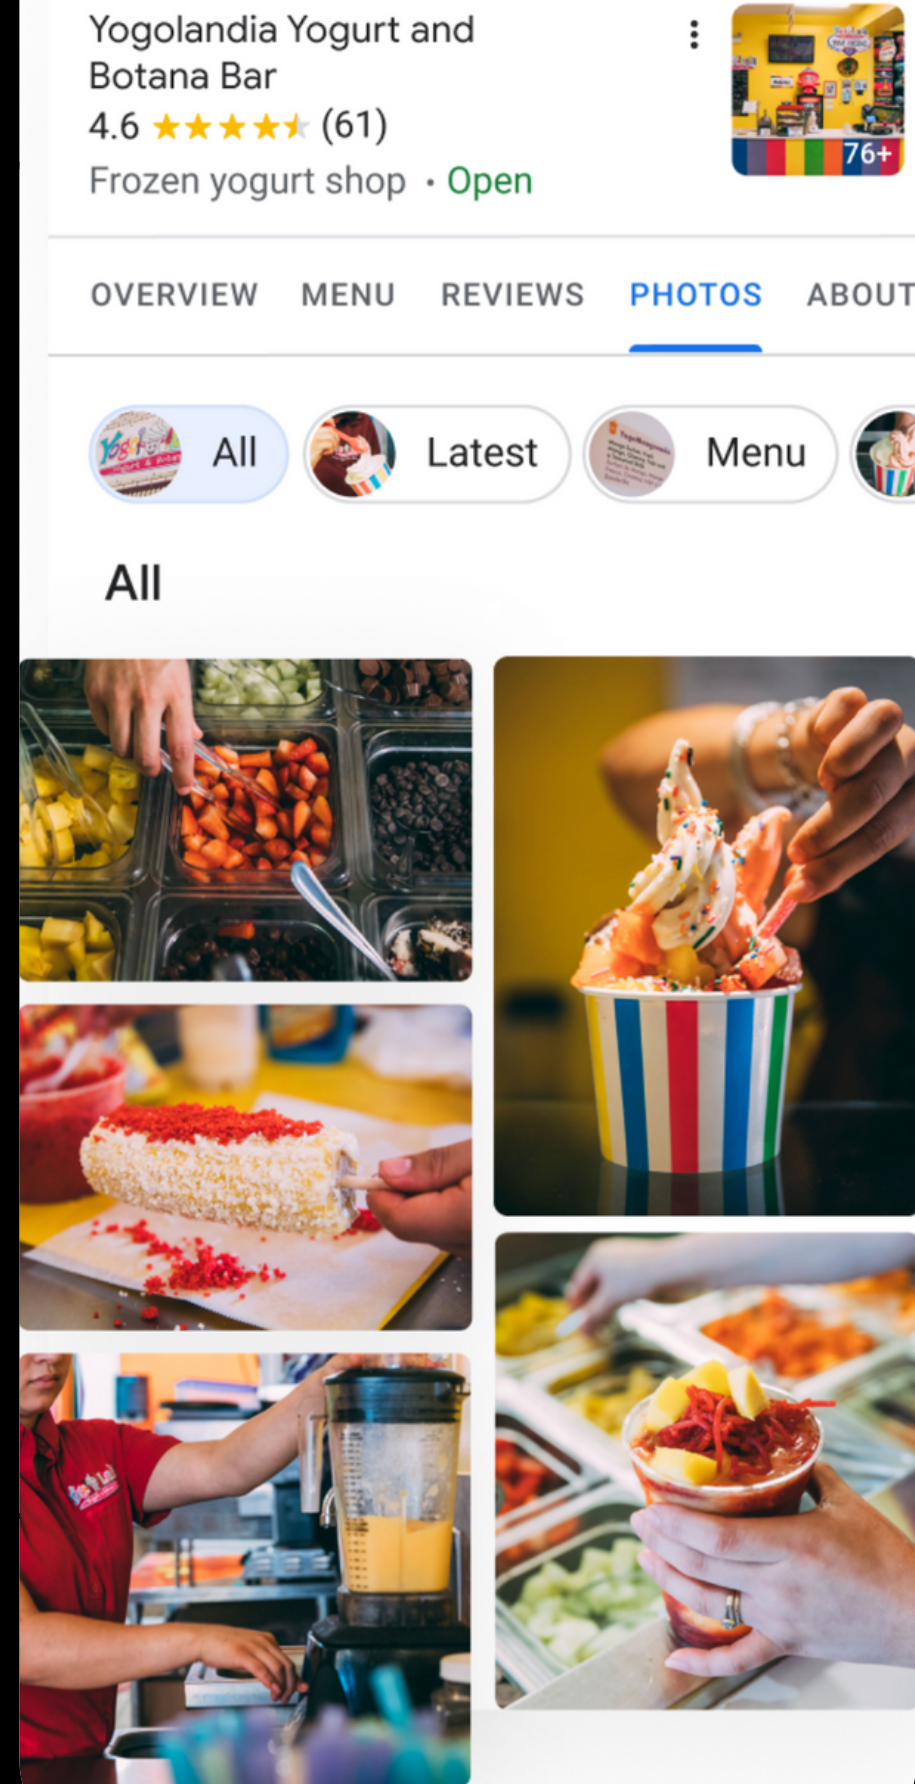 Yogolandia Yogurt and
Botana Bar
4.6 (61)
Frozen yogurt shop · Open
76+
OVERVIEW MENU REVIEWS PHOTOS ABOUT
All Latest Menu
All